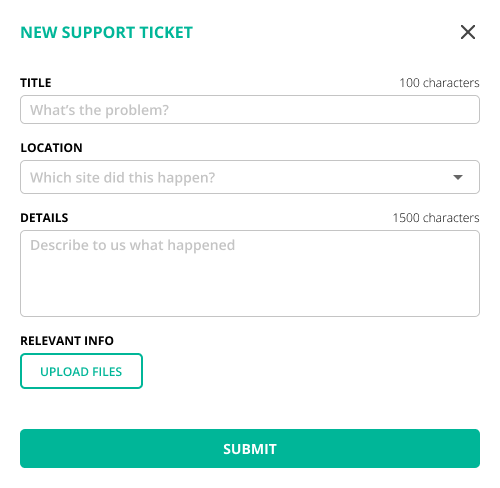 NEW SUPPORT TICKET
TITLE 100 characters
What's the problem?
LOCATION
Which site did this happen?
DETAILS 1500 characters
Describe to us what happened
RELEVANT INFO
UPLOAD FILES
SUBMIT